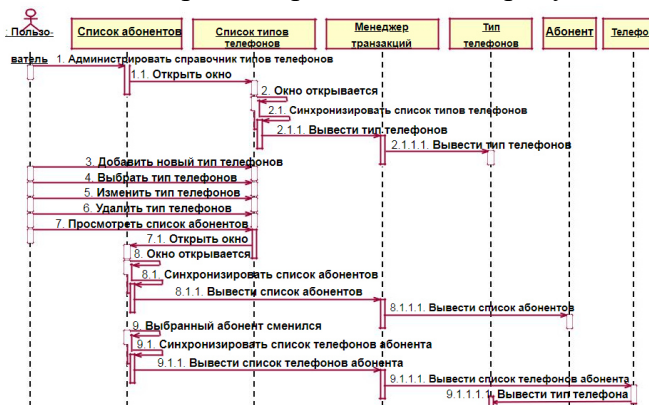 : Пользо-
ватель
Список абонентов
Список типов
телефонов
Менеджер
транзакций
Тип
телефонов
Абонент
Телефо
1. Администрировать справочник типов телефонов
1.1. Открыть окно
2. Окно открывается
2.1. Синхронизировать список типов телефонов
2.1.1. Вывести тип телефонов
2.1.1.1. Вывести тип телефонов
3. Добавить новый тип телефонов
4. Выбрать тип телефонов
5. Изменить тип телефонов
6. Удалить тип телефонов
7. Просмотреть список абонентов
7.1. Открыть окно
8. Окно открывается
8.1. Синхронизировать список абонентов
8.1.1. Вывести список абонентов
8.1.1.1. Вывести список абонентов
9. Выбранный абонент сменился
9.1. Синхронизировать список телефонов абонента
9.1.1. Вывести список телефонов абонента
9.1.1.1. Вывести список телефонов абонента
9.1.1.1.1. Вывести тип телефона